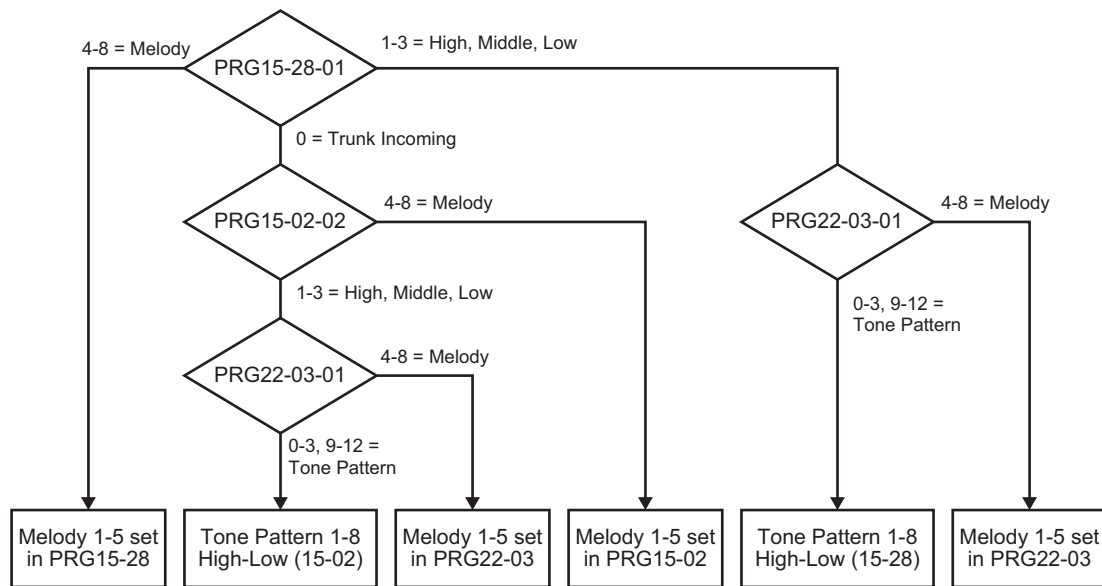 4-8 = Melody
PRG15-28-01
1-3 = High, Middle, Low
0 = Trunk Incoming
PRG15-02-02
4-8 = Melody
PRG22-03-01
4-8 = Melody
1-3 = High, Middle, Low
0-3, 9-12 =
Tone Pattern
PRG22-03-01
4-8 = Melody
0-3, 9-12 =
Tone Pattern
Melody 1-5 set
in PRG15-28
Tone Pattern 1-8
High-Low (15-02)
Melody 1-5 set
in PRG22-03
Melody 1-5 set
in PRG15-02
Tone Pattern 1-8
High-Low (15-28)
Melody 1-5 set
in PRG22-03